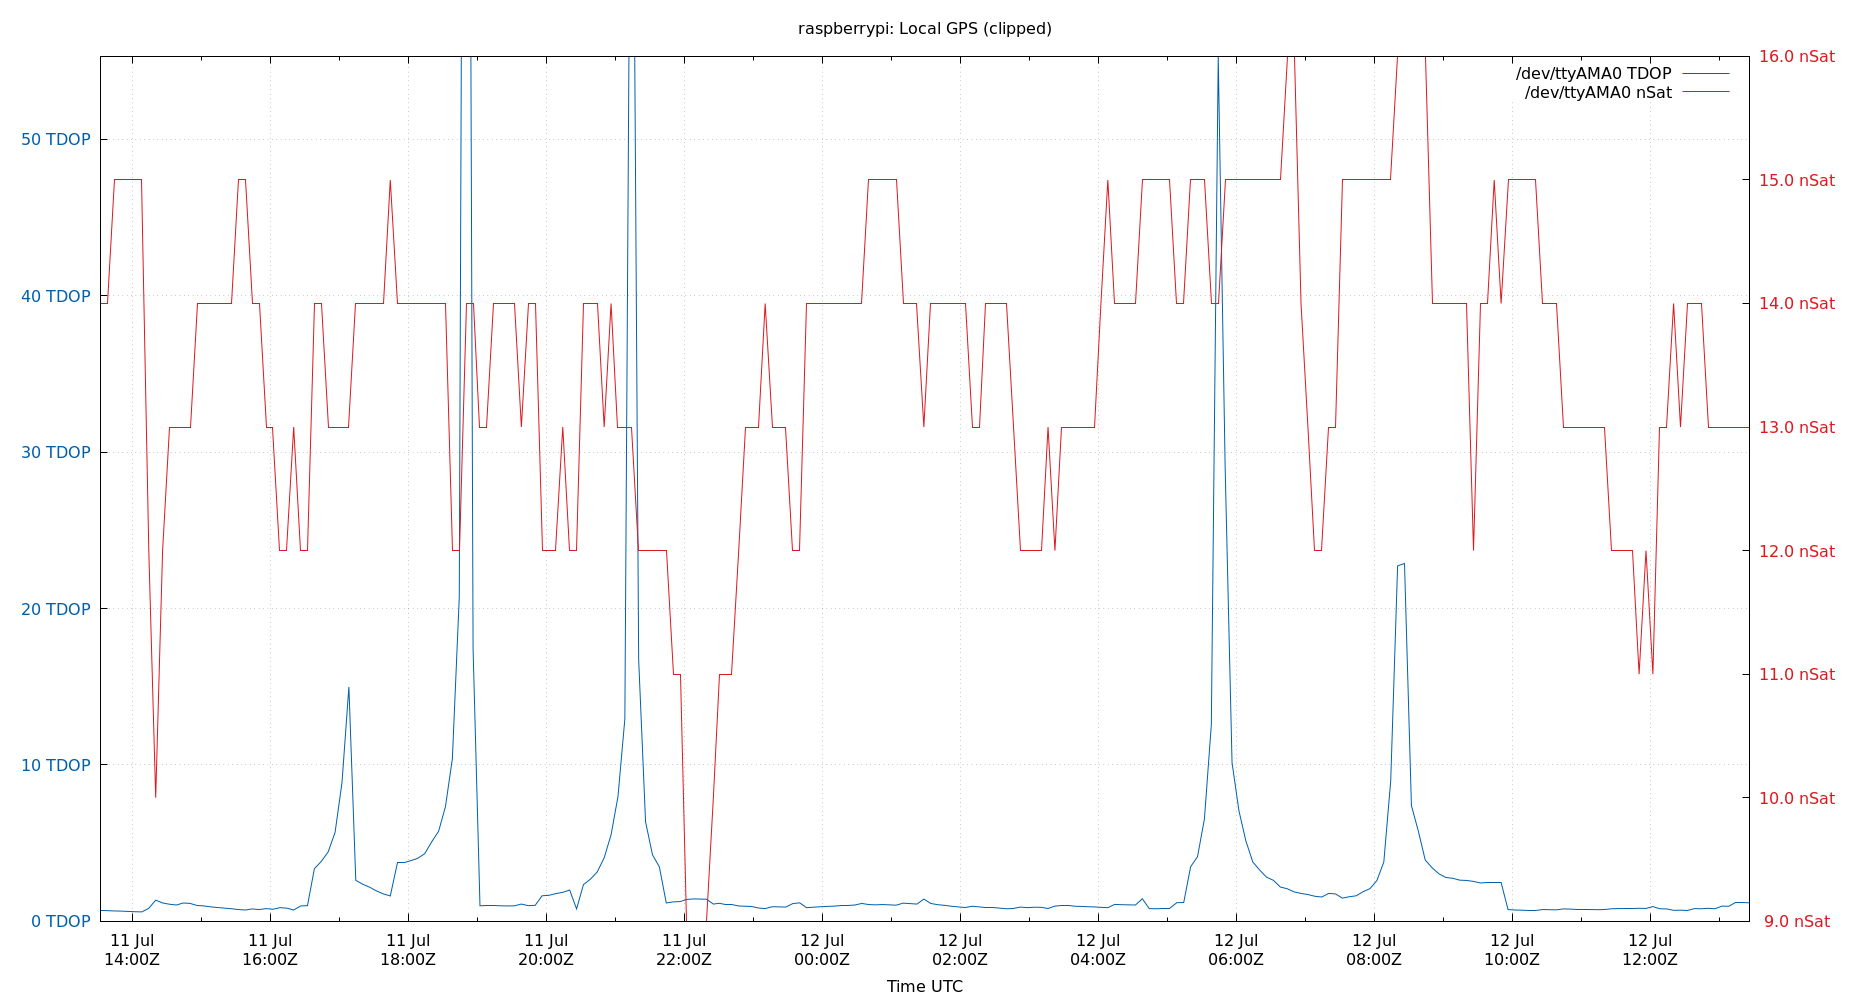 raspberrypi: Local GPS (clipped)
16.0 nSat
/dev/ttyAMA0 TDOP
/dev/ttyAMA0 nSat
50 TDOP
15.0 nSat
40 TDOP
14.0 nSat
30 TDOP
13.0 nSat
12.0 nSat
20 TDOP
11.0 nSat
10 TDOP
10.0 nSat
0 TDOP
9.0 nSat
11 Jul 11 Jul 11 Jul 11 Jul 11 Jul 12 Jul 12 Jul 12 Jul 12 Jul 12 Jul 12 Jul 12 Jul
14:00Z 16:00Z 18:00Z 20:00Z 22:00Z 00:00Z 02:00Z 04:00Z 06:00Z 08:00Z 10:00Z 12:00Z
Time UTC